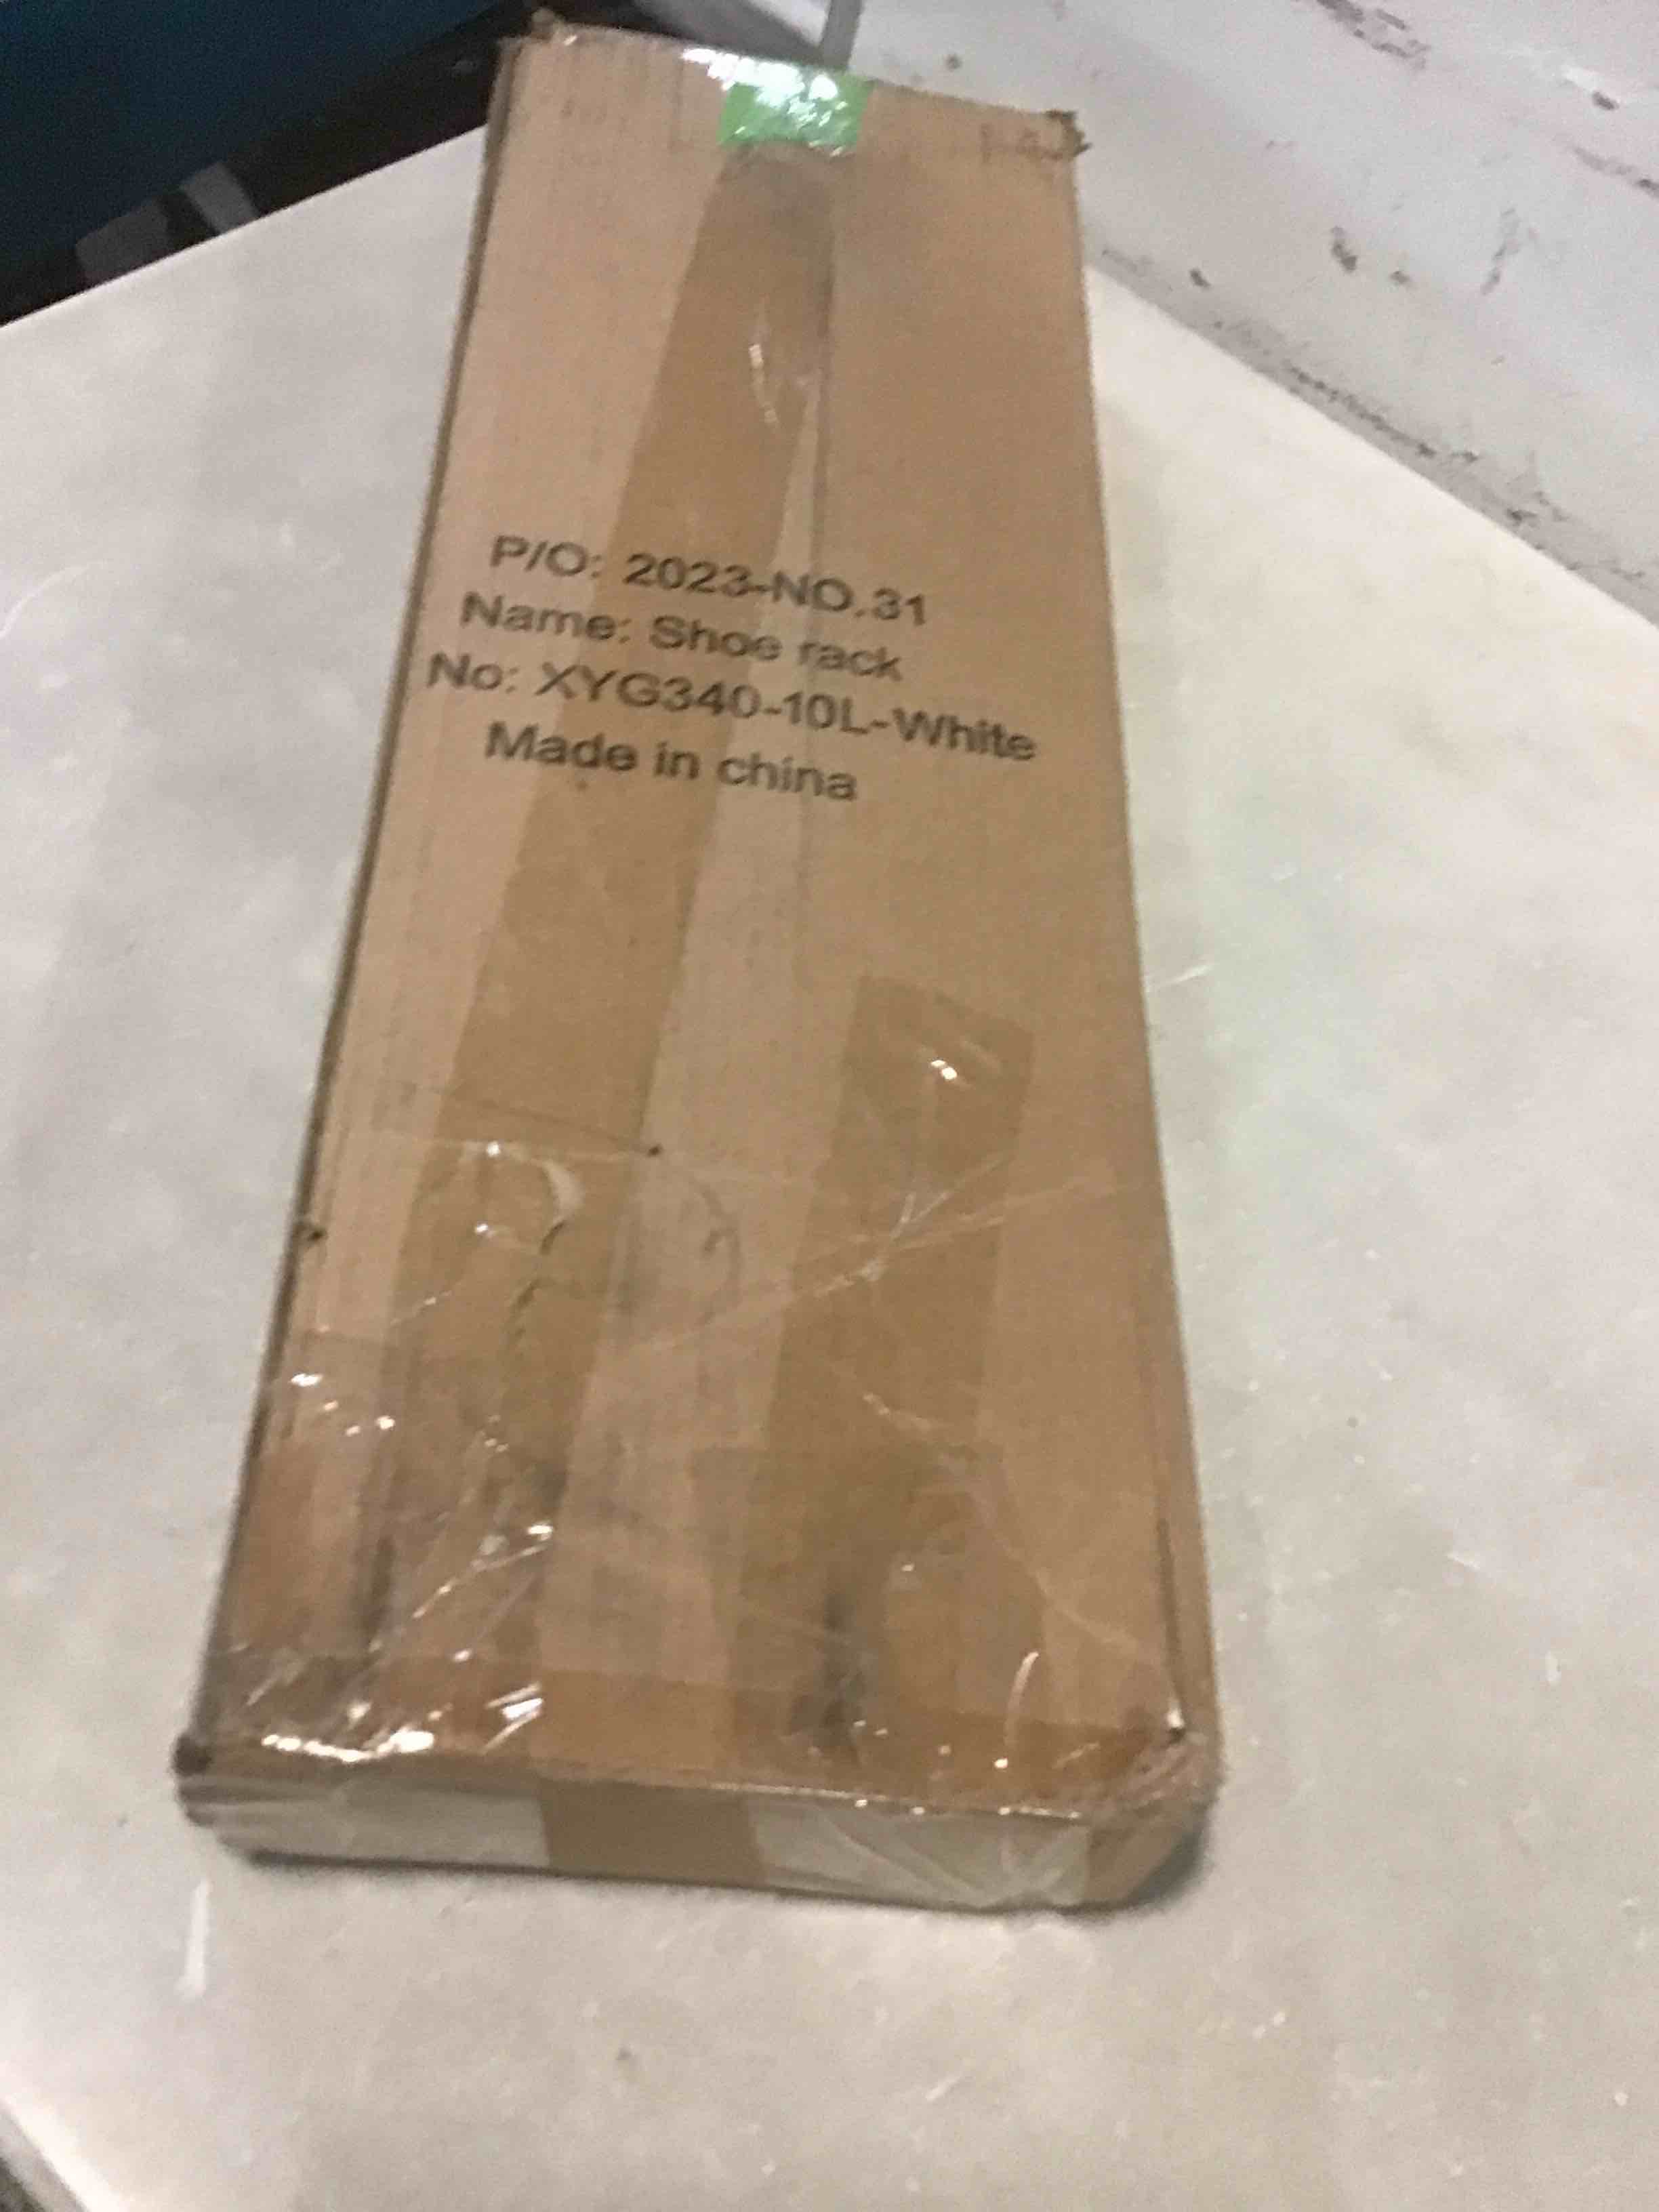 P/O: 2023-NO.31
Name: Shoe rack
No: XYG340-10L-White
Made in china